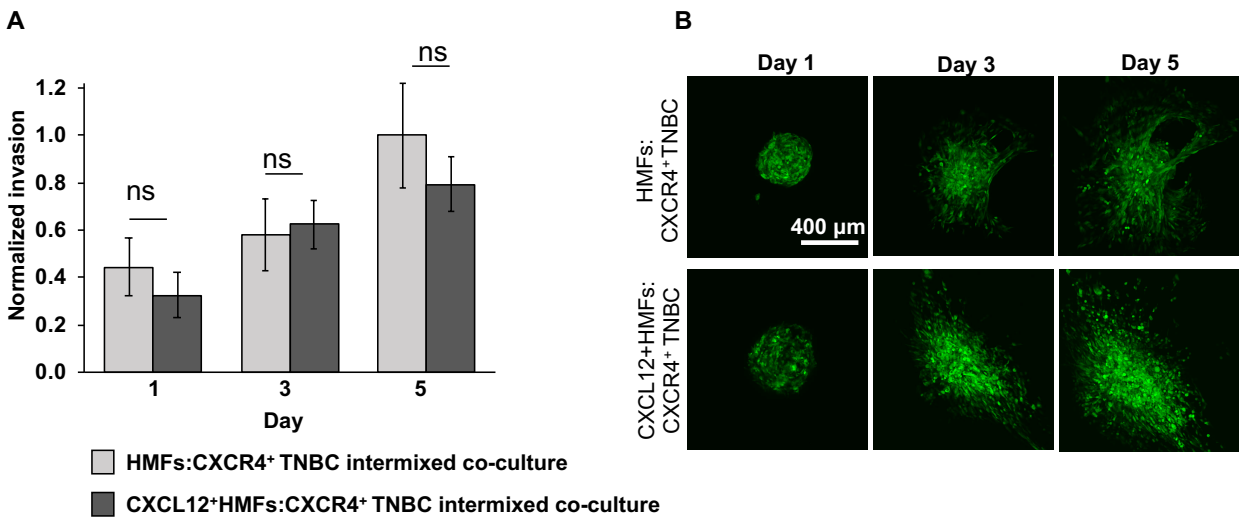 A
ns
ns
ns
Normalized invasion
1.2
1.0
0.8
0.6
0.4
0.2
0.0
1 3 5
Day
HMFs:CXCR4⁺ TNBC intermixed co-culture
CXCL12⁺HMFs:CXCR4⁺ TNBC intermixed co-culture
B
Day 1 Day 3 Day 5
HMFs:
CXCR4⁺TNBC
400 µm
CXCL12+HMFs:
CXCR4⁺ TNBC